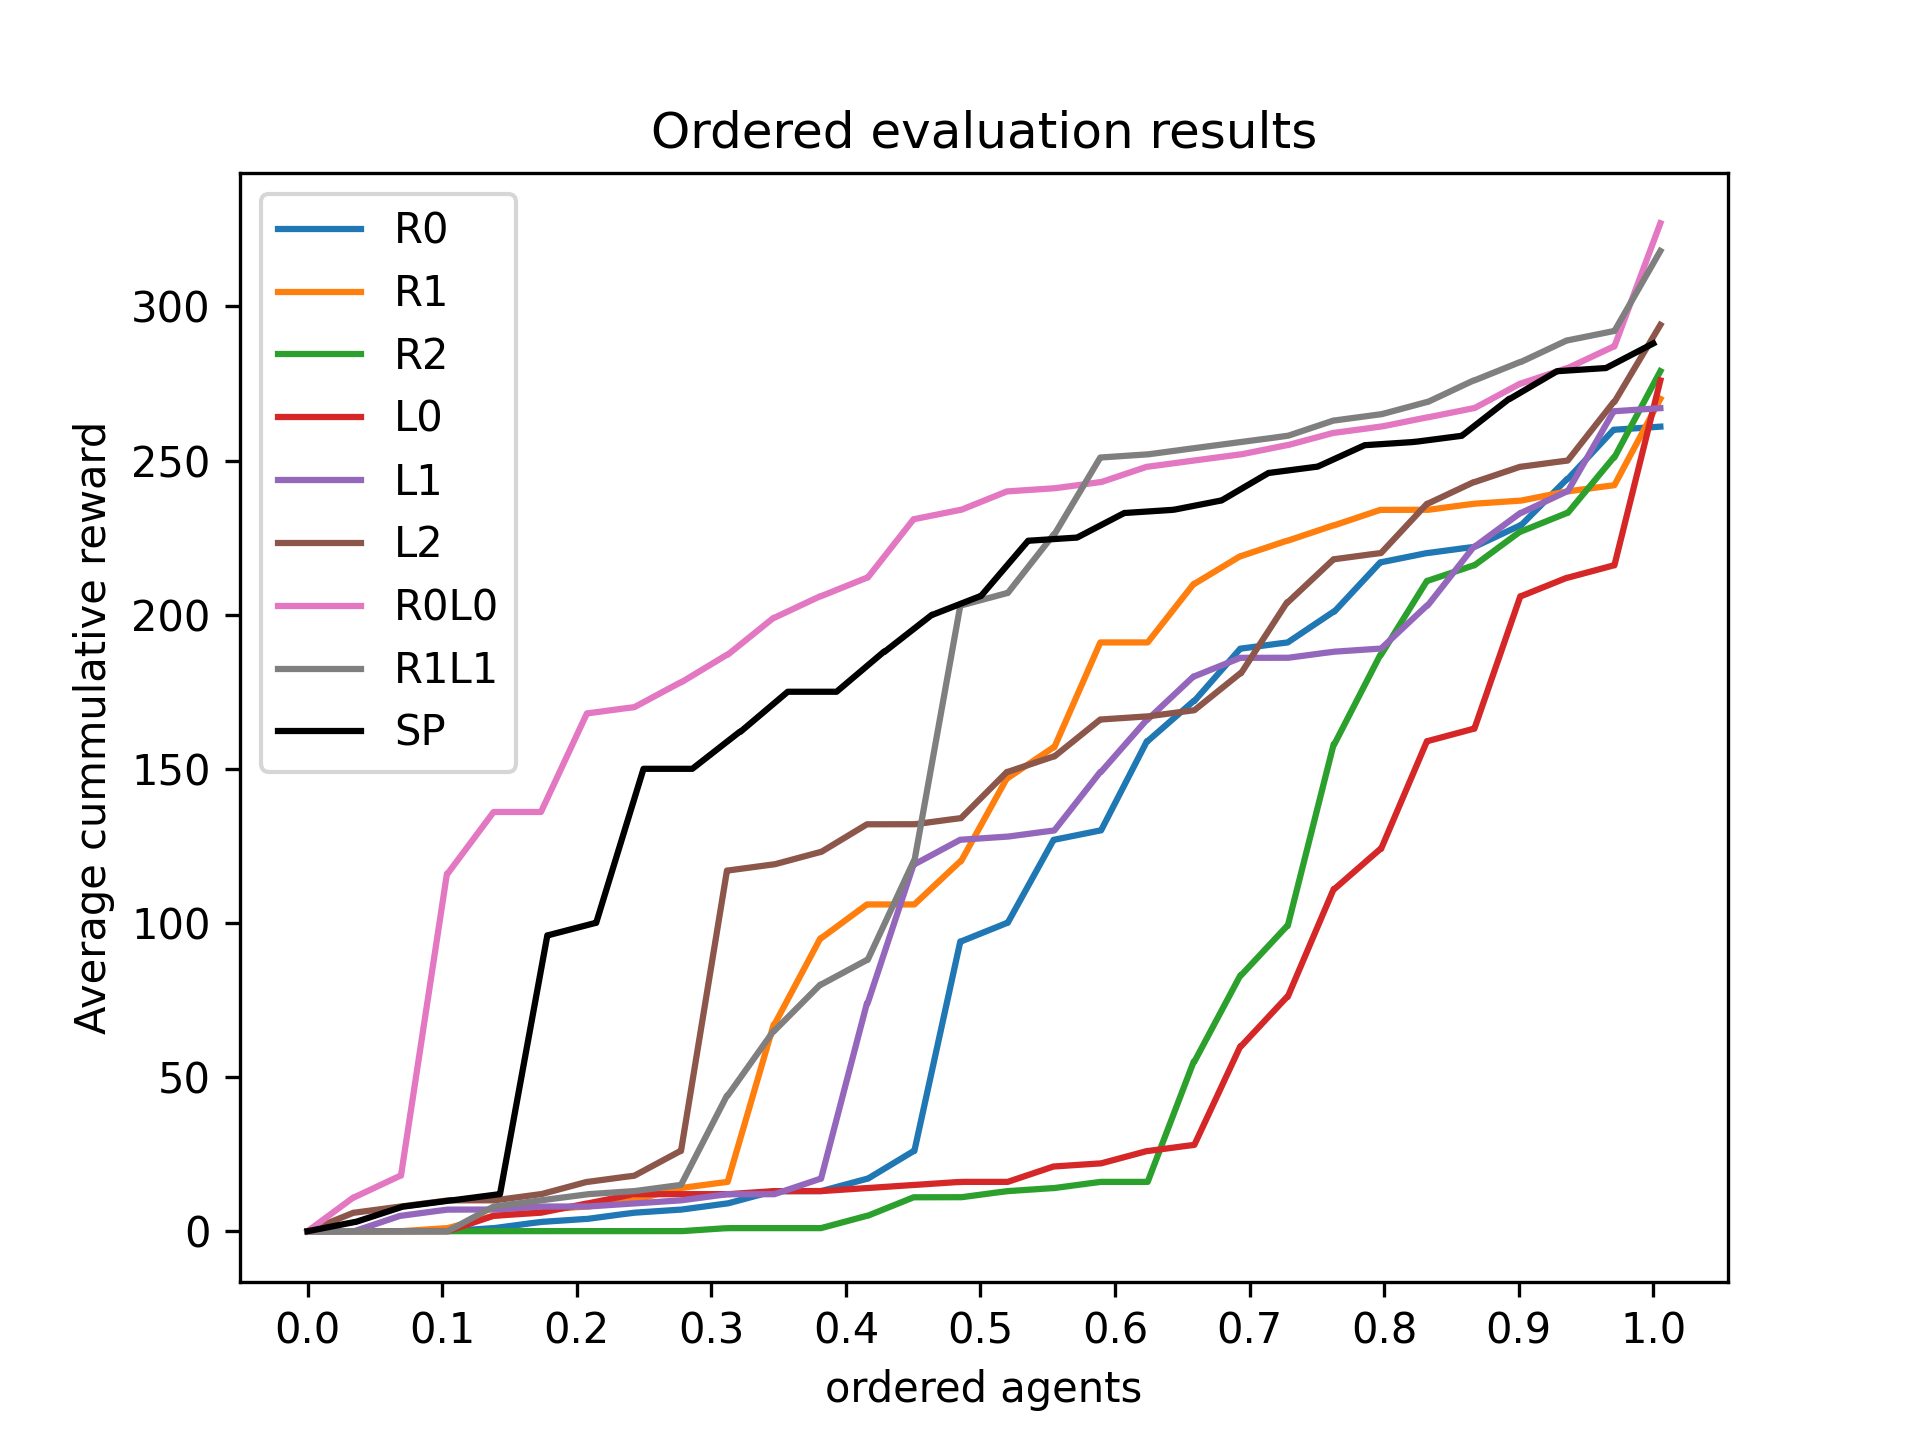 Ordered evaluation results
R0
R1
R2
L0
L1
L2
R0L0
R1L1
SP
Average cummulative reward
300
250
200
150
100
50
0
0.0 0.1 0.2 0.3 0.4 0.5 0.6 0.7 0.8 0.9 1.0
ordered agents